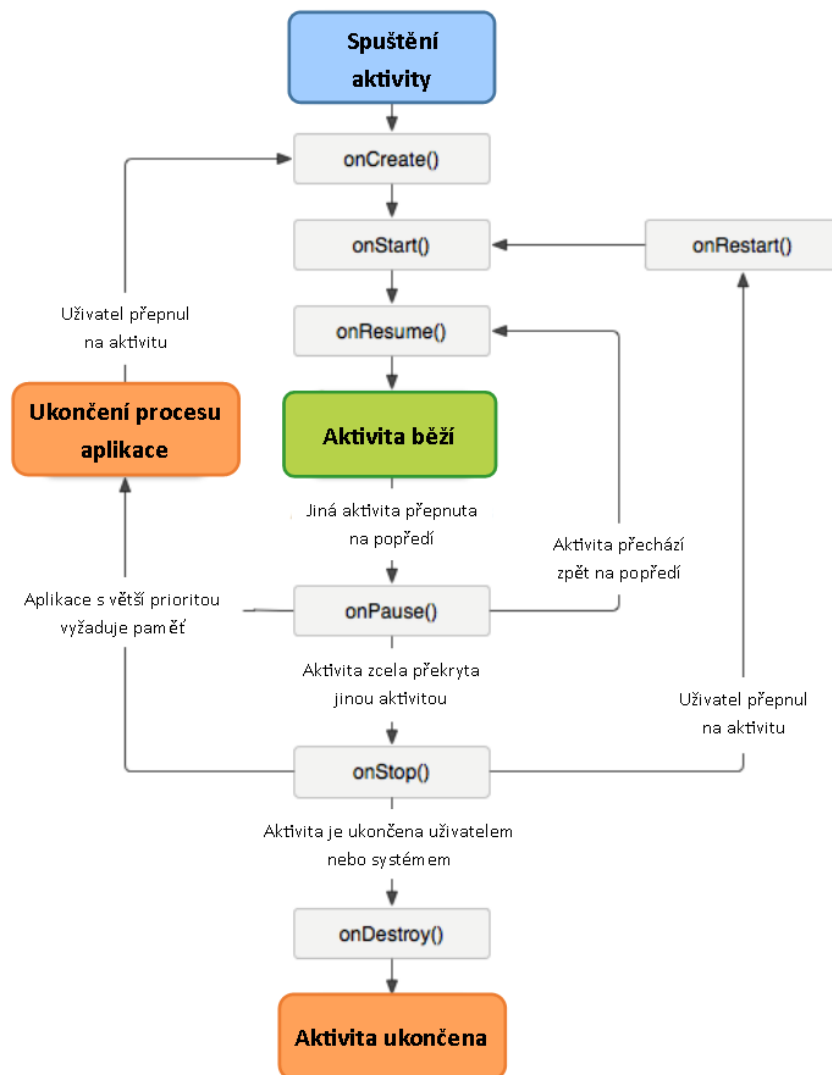 Spuštění
aktivity
onCreate()
onStart()
onRestart()
Uživatel přepnul
na aktivitu
onResume()
Ukončení procesu
aplikace
Aktivita běží
Jiná aktivita přepnuta
na popředí
Aktivita přechází
zpět na popředí
Aplikace s větší prioritou
vyžaduje paměť
onPause()
Aktivita zcela překryta
jinou aktivitou
Uživatel přepnul
na aktivitu
onStop()
Aktivita je ukončena uživatelem
nebo systémem
onDestroy()
Aktivita ukončena